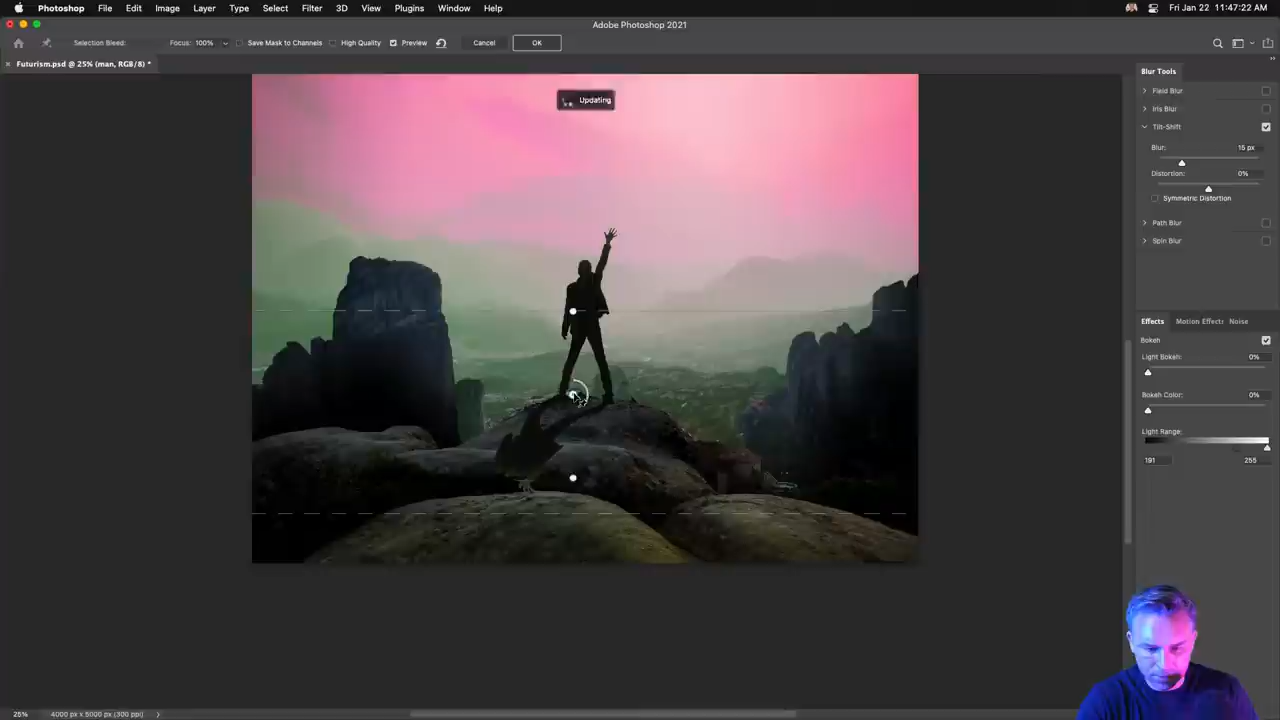 Photoshop File Edit Image Layer Type Select Filter 3D View Plugins Window Help Fri Jan 22 11:47:22 AM
Adobe Photoshop 2021
Selection Bleed: Focus: 100% Save Mask to Channels High Quality Preview Cancel OK
Futurism.psd @ 25% (man, RGB/8) *
Updating
Blur Tools
Field Blur
Iris Blur
Tilt-Shift
Blur: 15 px
Distortion: 0%
Symmetric Distortion
Path Blur
Spin Blur
Effects Motion Effects Noise
Bokeh
Light Bokeh: 0%
Bokeh Color: 0%
Light Range:
191 255
25% 4000 px x 5000 px (300 ppi)